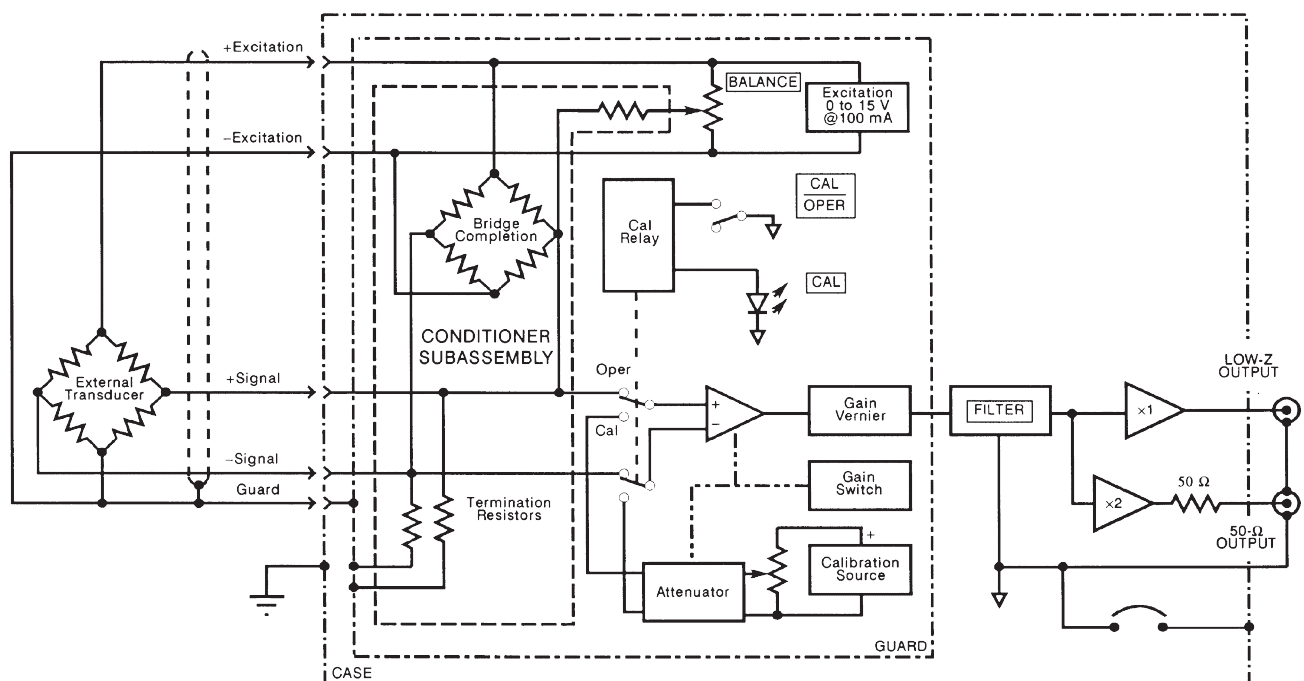 +Excitation
BALANCE
Excitation
0 to 15 V
@100 mA
−Excitation
CAL
OPER
Bridge
Completion
Cal
Relay
CAL
CONDITIONER
SUBASSEMBLY
External
Transducer
+Signal
Oper
Cal
+
−
Gain
Vernier
FILTER
×1
LOW-Z
OUTPUT
−Signal
Guard
Termination
Resistors
Gain
Switch
×2
50 Ω
50-Ω
OUTPUT
+
Attenuator
Calibration
Source
GUARD
CASE